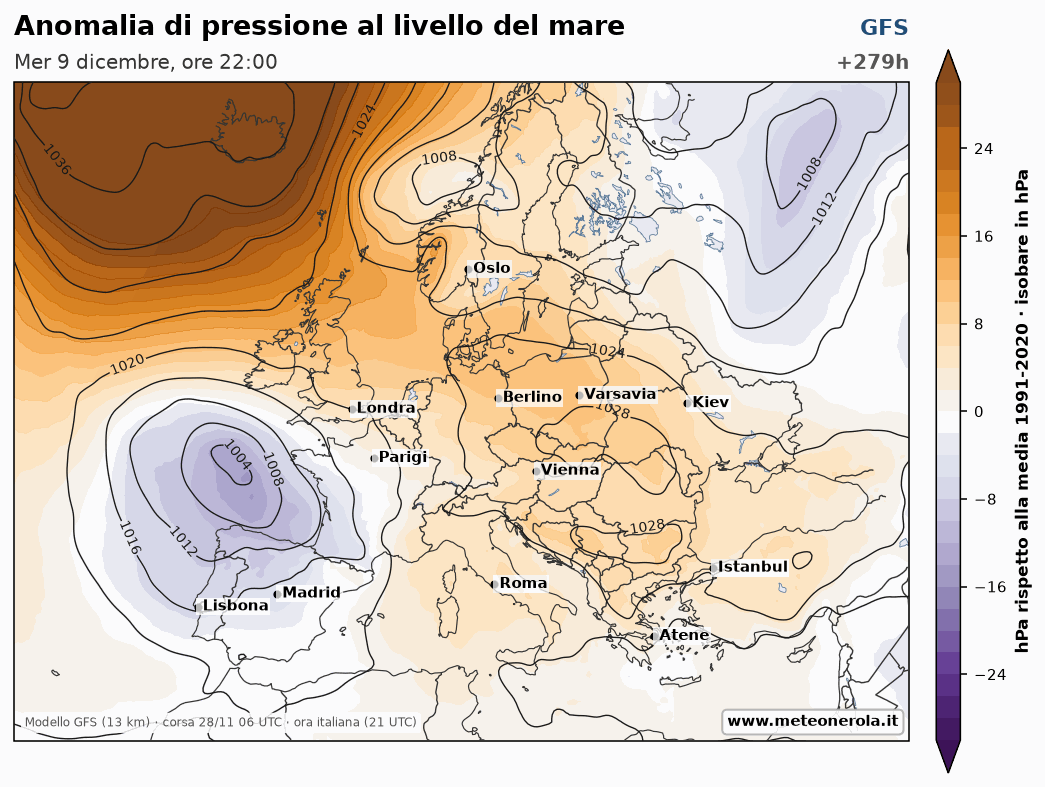 Anomalia di pressione al livello del mare
GFS
Mer 9 dicembre, ore 22:00
+279h
1024
1036
1008
1008
1012
Oslo
1020
1024
Berlino
Varsavia
Kiev
Londra
1028
Parigi
Vienna
1004
1008
1016
1012
1028
Istanbul
Roma
Madrid
Lisbona
Atene
Modello GFS (13 km) · corsa 28/11 06 UTC · ora italiana (21 UTC)
www.meteonerola.it
24
16
8
0
−8
−16
−24
hPa rispetto alla media 1991-2020 · isobare in hPa